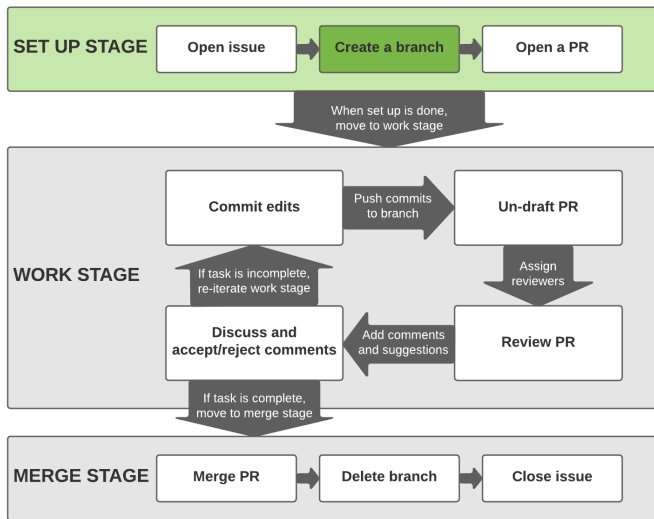 SET UP STAGE
Open issue
Create a branch
Open a PR
When set up is done,
move to work stage
WORK STAGE
Commit edits
Push commits
to branch
Un-draft PR
If task is incomplete,
re-iterate work stage
Assign
reviewers
Discuss and
accept/reject comments
Add comments
and suggestions
Review PR
If task is complete,
move to merge stage
MERGE STAGE
Merge PR
Delete branch
Close issue